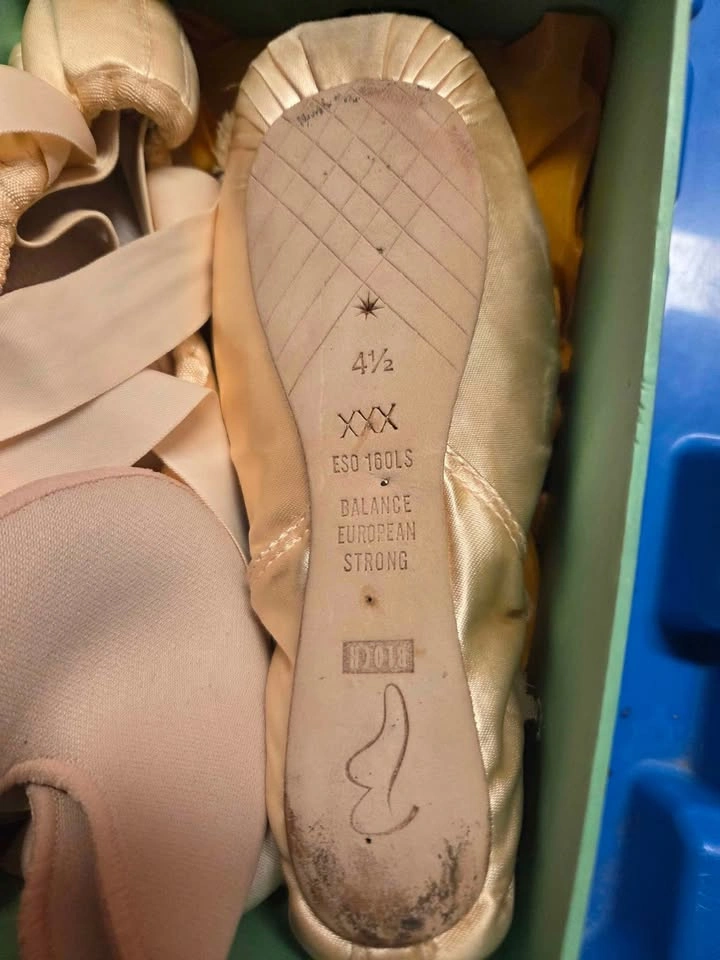 4½
XXX
ESO 160LS
BALANCE
EUROPEAN
STRONG
BLOCH